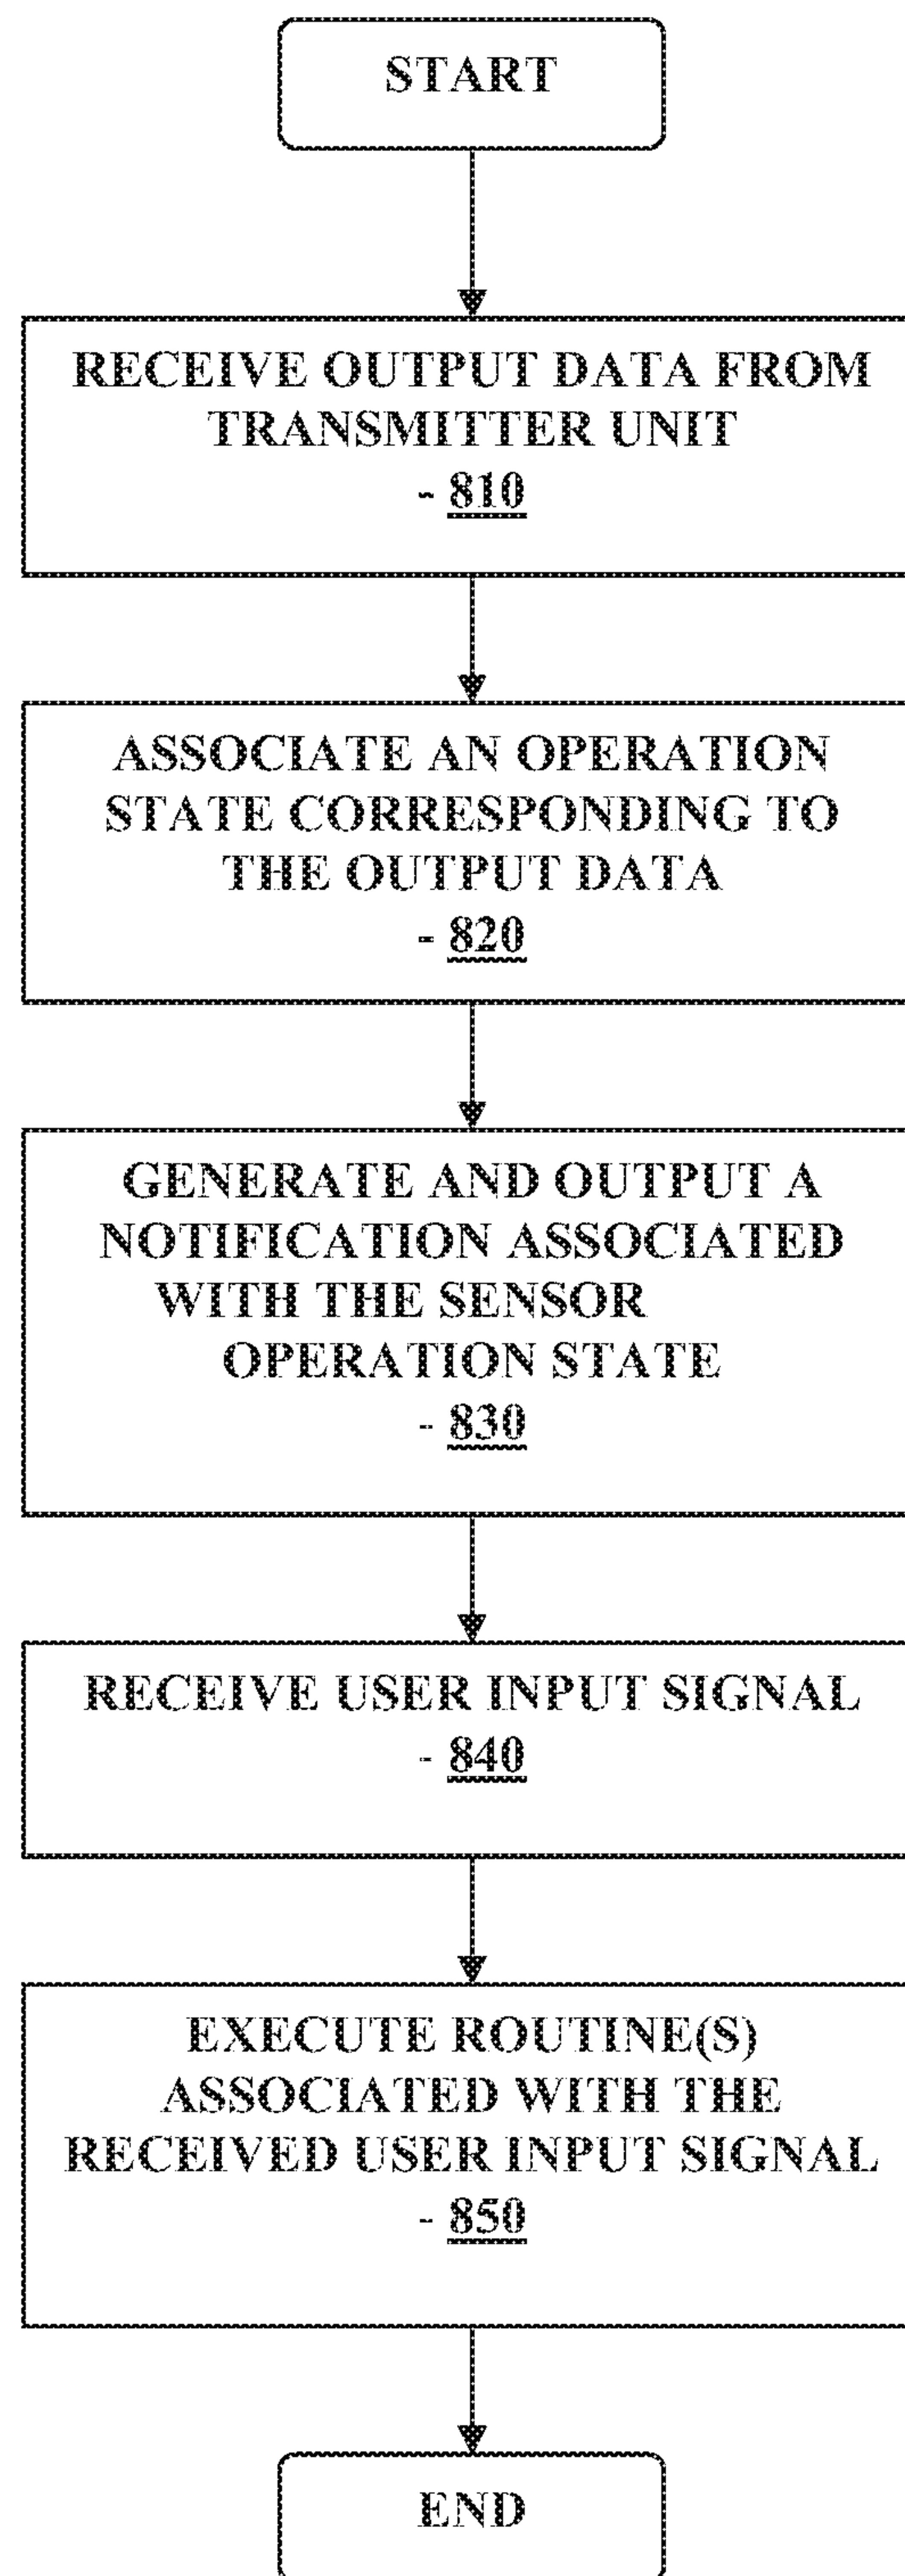 START
RECEIVE OUTPUT DATA FROM
TRANSMITTER UNIT
- 810
ASSOCIATE AN OPERATION
STATE CORRESPONDING TO
THE OUTPUT DATA
- 820
GENERATE AND OUTPUT A
NOTIFICATION ASSOCIATED
WITH THE SENSOR
OPERATION STATE
- 830
RECEIVE USER INPUT SIGNAL
- 840
EXECUTE ROUTINE(S)
ASSOCIATED WITH THE
RECEIVED USER INPUT SIGNAL
- 850
END